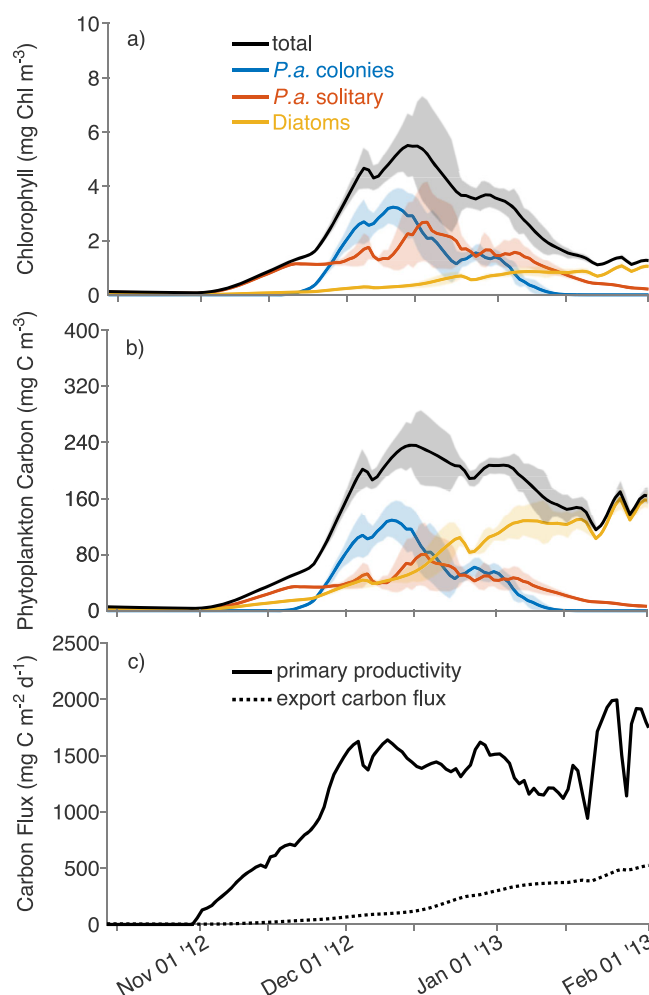 a)
total
P.a. colonies
P.a. solitary
Diatoms
Chlorophyll (mg Chl m⁻³)
10
8
6
4
2
0
b)
Phytoplankton Carbon (mg C m⁻³)
400
320
240
160
80
0
c)
primary productivity
export carbon flux
Carbon Flux (mg C m⁻² d⁻¹)
2500
2000
1500
1000
500
0
Nov 01 '12
Dec 01 '12
Jan 01 '13
Feb 01 '13